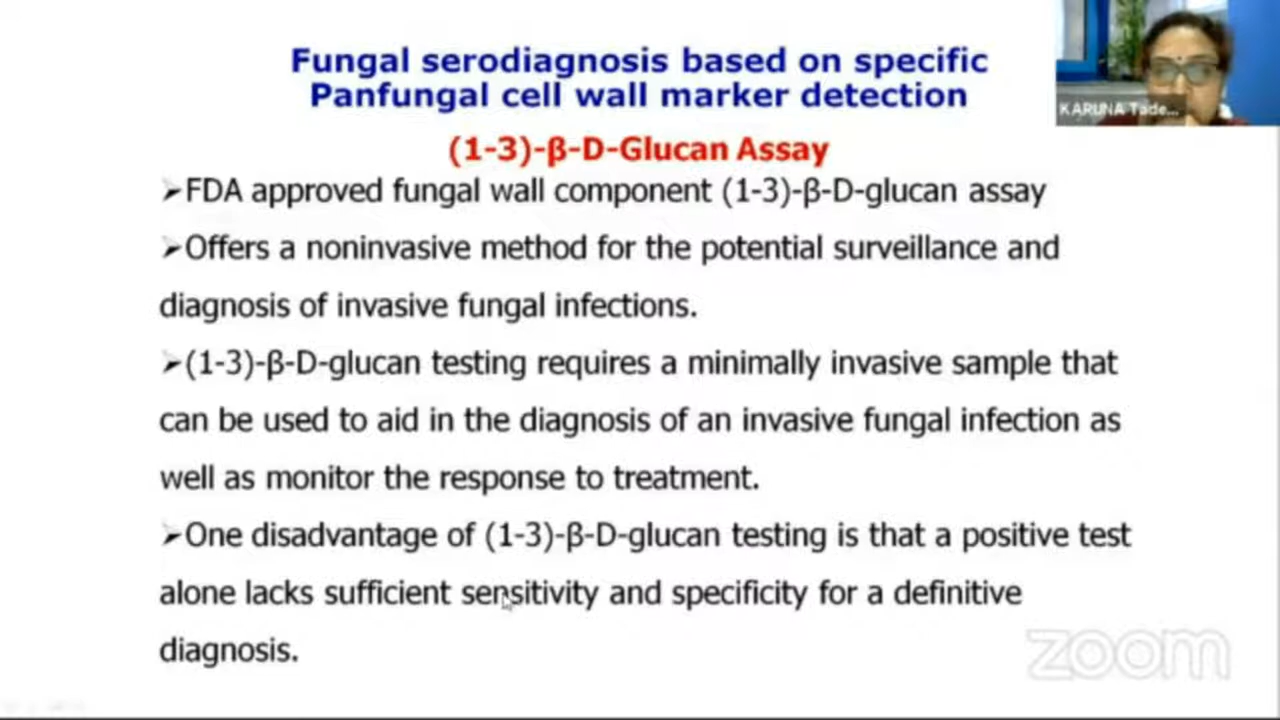 Fungal serodiagnosis based on specific
Panfungal cell wall marker detection
KARUNA Tade...
(1-3)-β-D-Glucan Assay
➢FDA approved fungal wall component (1-3)-β-D-glucan assay
➢Offers a noninvasive method for the potential surveillance and
diagnosis of invasive fungal infections.
➢(1-3)-β-D-glucan testing requires a minimally invasive sample that
can be used to aid in the diagnosis of an invasive fungal infection as
well as monitor the response to treatment.
➢One disadvantage of (1-3)-β-D-glucan testing is that a positive test
alone lacks sufficient sensitivity and specificity for a definitive
diagnosis.
zoom